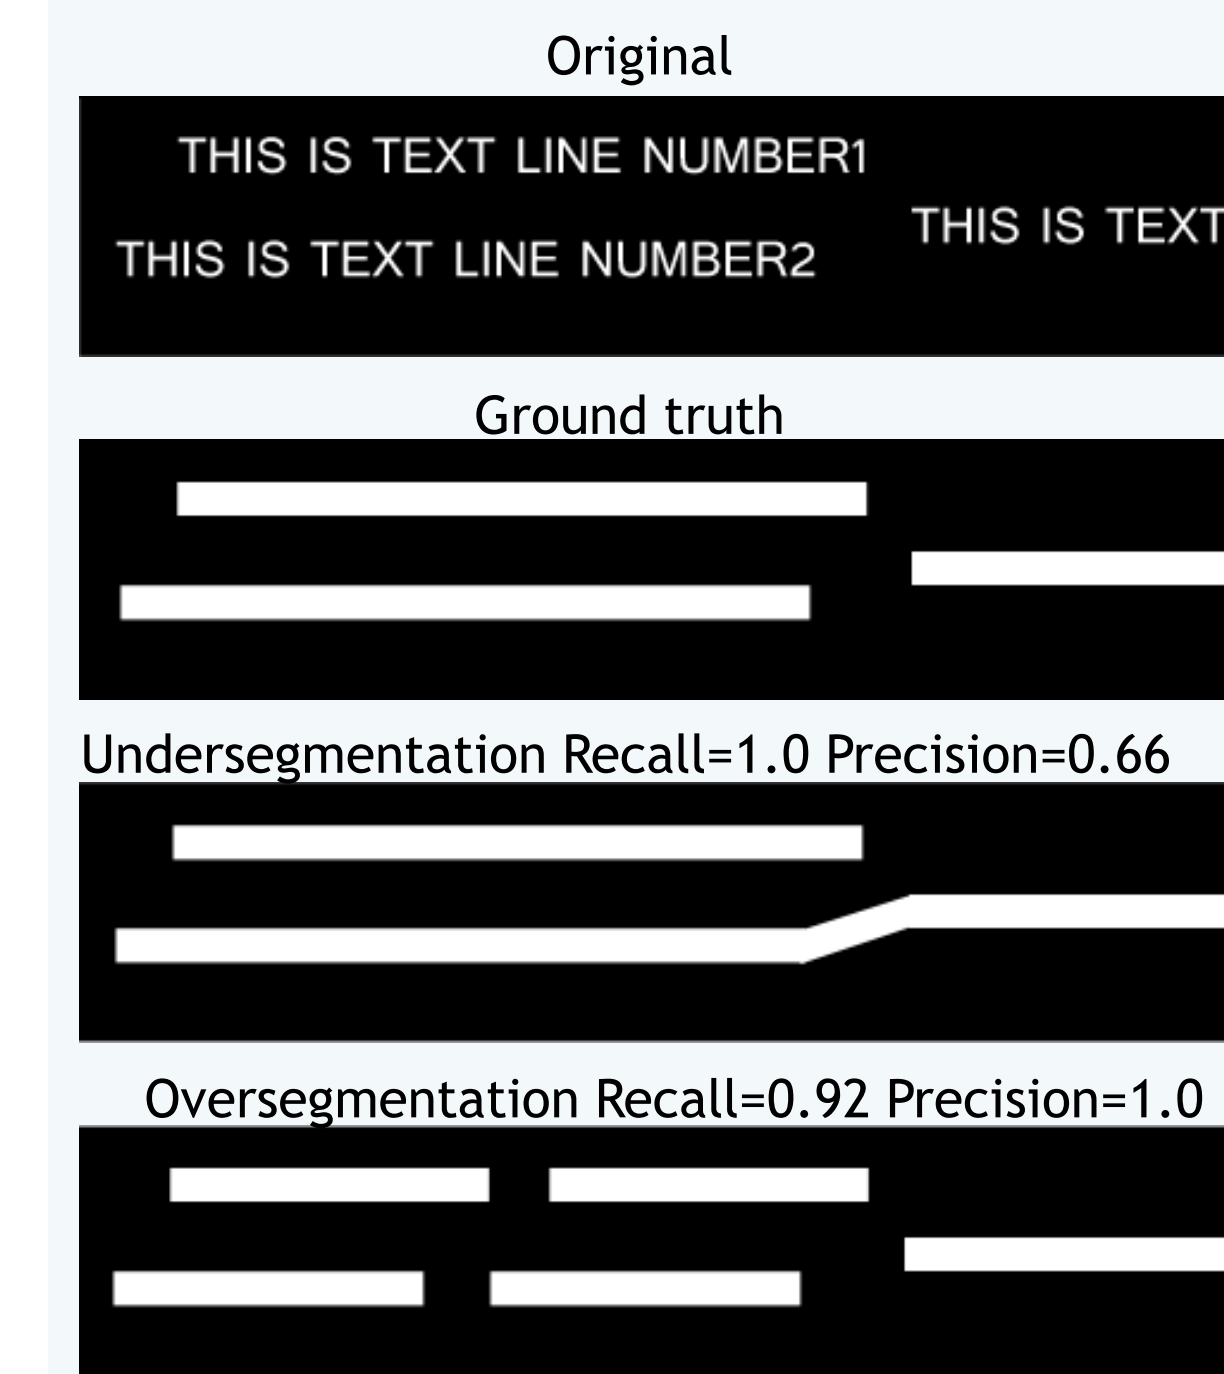 Original
THIS IS TEXT LINE NUMBER1
THIS IS TEXT
THIS IS TEXT LINE NUMBER2
Ground truth
Undersegmentation Recall=1.0 Precision=0.66
Oversegmentation Recall=0.92 Precision=1.0